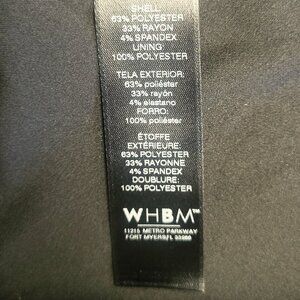 SHELL
63% POLYESTER
33% RAYON
4% SPANDEX
LINING:
100% POLYESTER
TELA EXTERIOR:
63% poliéster
33% rayón
4% elastano
FORRO:
100% poliéster
ÉTOFFE
EXTÉRIEURE:
63% POLYESTER
33% RAYONNE
4% SPANDEX
DOUBLURE:
100% POLYESTER
WHBM™
11215 METRO PARKWAY
FORT MYERS FL